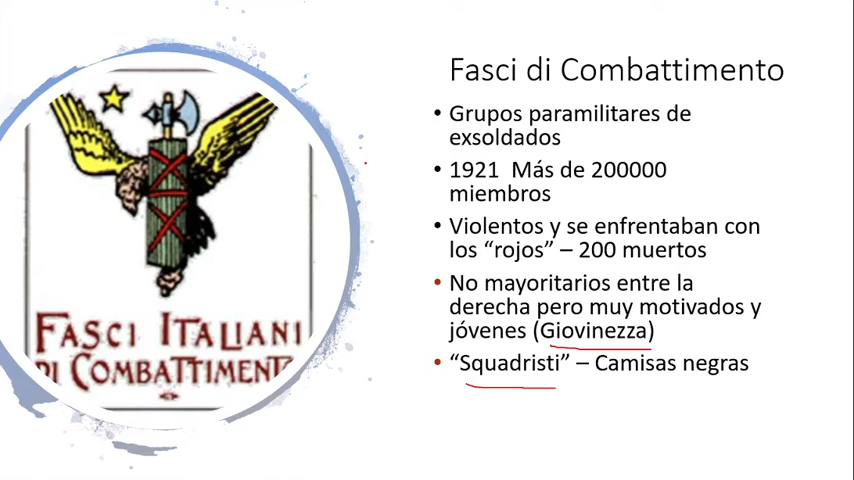 Fasci di Combattimento
• Grupos paramilitares de
exsoldados
• 1921 Más de 200000
miembros
• Violentos y se enfrentaban con
los “rojos” – 200 muertos
• No mayoritarios entre la
derecha pero muy motivados y
jóvenes (Giovinezza)
• “Squadristi” – Camisas negras
FASCI ITALIANI
DI COMBATTIMENTO